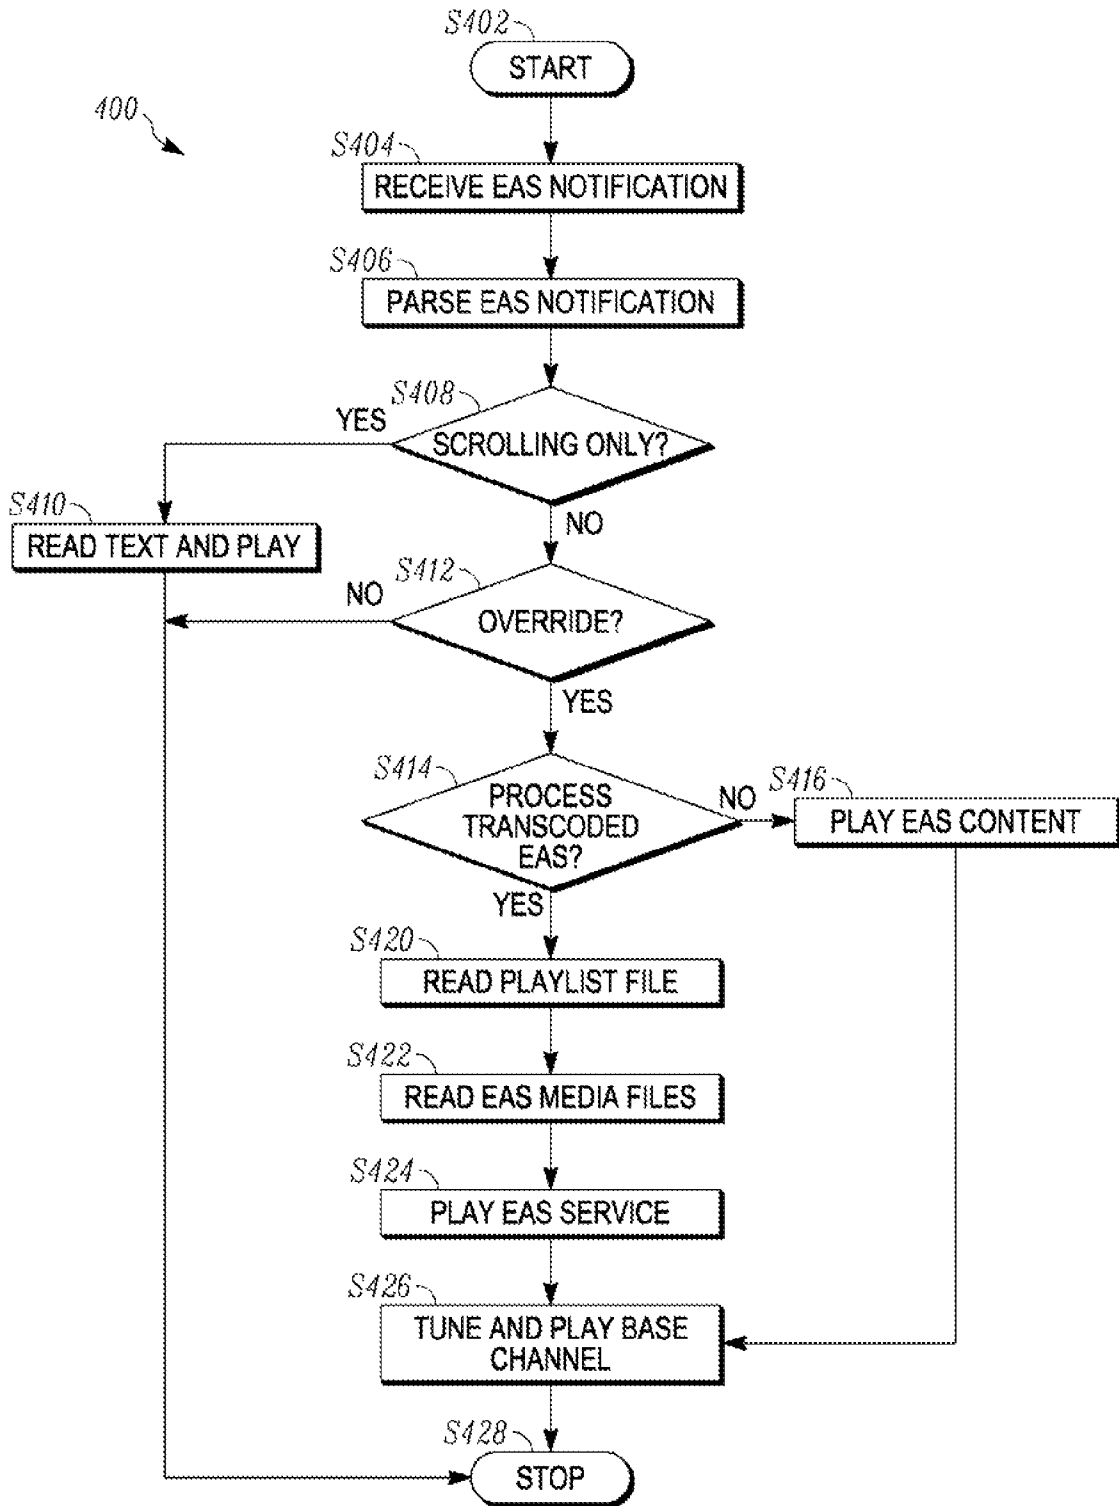 S402
START
400
S404
RECEIVE EAS NOTIFICATION
S406
PARSE EAS NOTIFICATION
S408
YES
SCROLLING ONLY?
S410
NO
READ TEXT AND PLAY
S412
NO
OVERRIDE?
YES
S414
PROCESS
TRANSCODED
EAS?
NO
S416
PLAY EAS CONTENT
YES
S420
READ PLAYLIST FILE
S422
READ EAS MEDIA FILES
S424
PLAY EAS SERVICE
S426
TUNE AND PLAY BASE
CHANNEL
S428
STOP